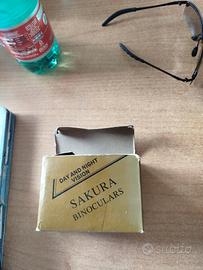 DAY AND NIGHT
VISION
SAKURA
BINOCULARS
subito